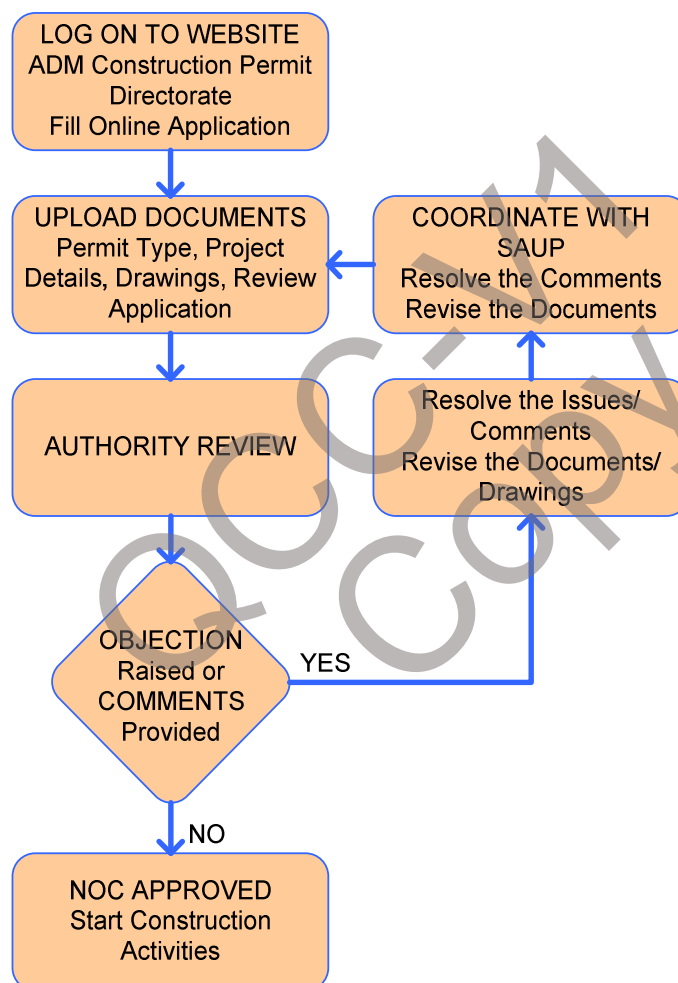 LOG ON TO WEBSITE
ADM Construction Permit
Directorate
Fill Online Application
UPLOAD DOCUMENTS
Permit Type, Project
Details, Drawings, Review
Application
COORDINATE WITH
SAUP
Resolve the Comments
Revise the Documents
AUTHORITY REVIEW
Resolve the Issues/
Comments
Revise the Documents/
Drawings
OBJECTION
Raised or
COMMENTS
Provided
YES
NO
NOC APPROVED
Start Construction
Activities
QCC-V1
Copy